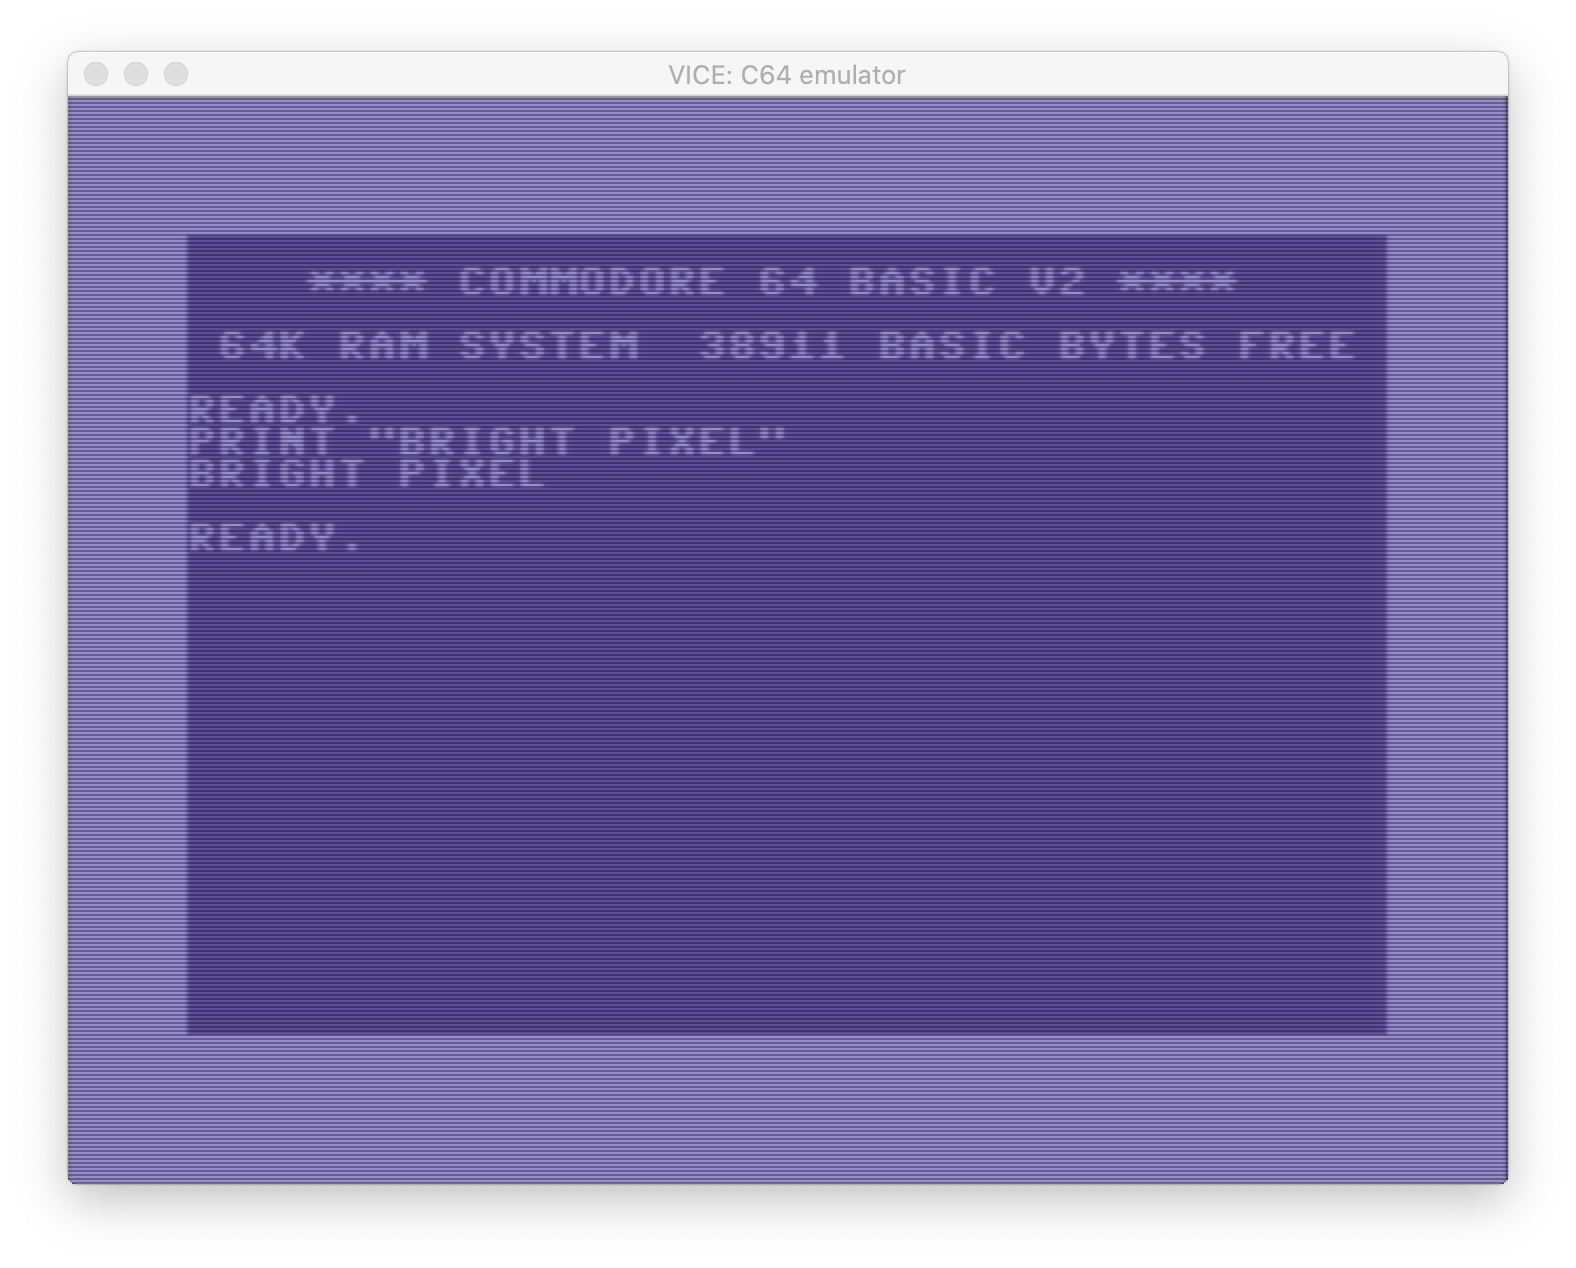 VICE: C64 emulator
**** COMMODORE 64 BASIC V2 ****
64K RAM SYSTEM  38911 BASIC BYTES FREE
READY.
PRINT "BRIGHT PIXEL"
BRIGHT PIXEL
READY.